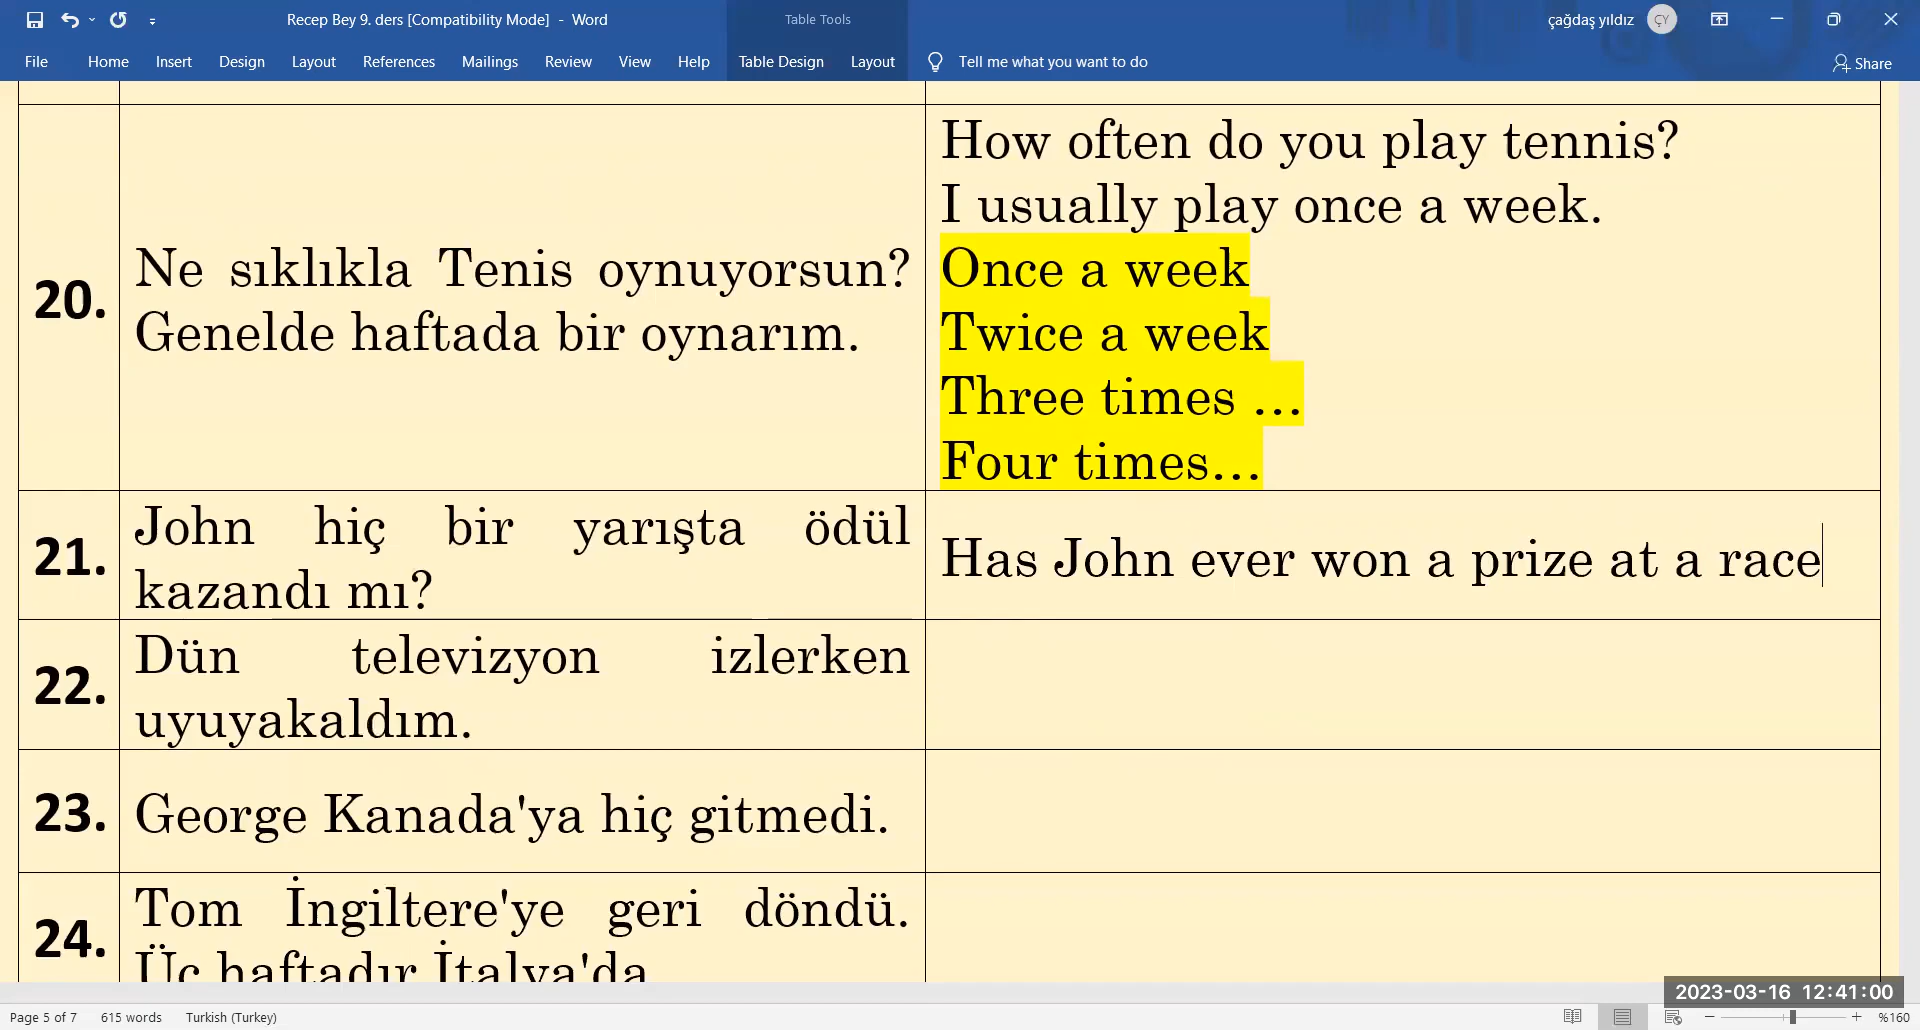 Recep Bey 9. ders [Compatibility Mode] - Word
Table Tools
çağdaş yıldız
ÇY
File Home Insert Design Layout References Mailings Review View Help Table Design Layout Tell me what you want to do
Share
20.
Ne sıklıkla Tenis oynuyorsun?
Genelde haftada bir oynarım.
How often do you play tennis?
I usually play once a week.
Once a week
Twice a week
Three times ...
Four times...
21.
John hiç bir yarışta ödül
kazandı mı?
Has John ever won a prize at a race
22.
Dün televizyon izlerken
uyuyakaldım.
23.
George Kanada'ya hiç gitmedi.
24.
Tom İngiltere'ye geri döndü.
Üç haftadır İtalya'da
2023-03-16 12:41:00
Page 5 of 7 615 words Turkish (Turkey)
%160